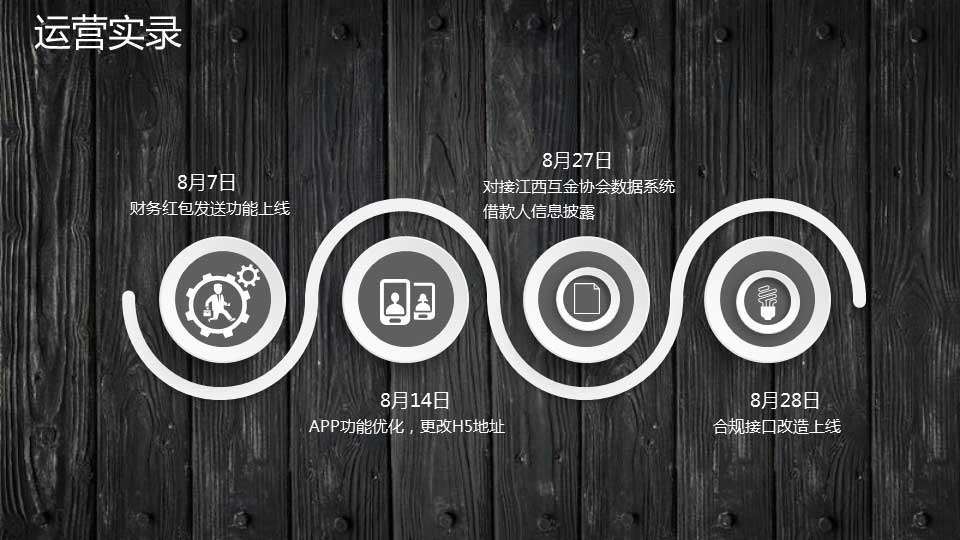 运营实录
8月7日
财务红包发送功能上线
8月14日
APP功能优化，更改H5地址
8月27日
对接江西互金协会数据系统
借款人信息披露
8月28日
合规接口改造上线